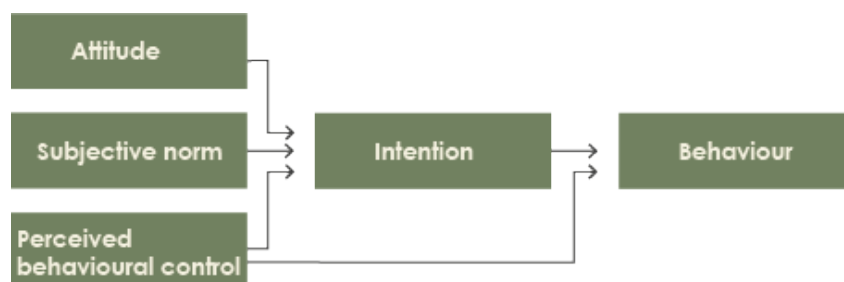 Attitude
Subjective norm
Intention
Behaviour
Perceived
behavioural control